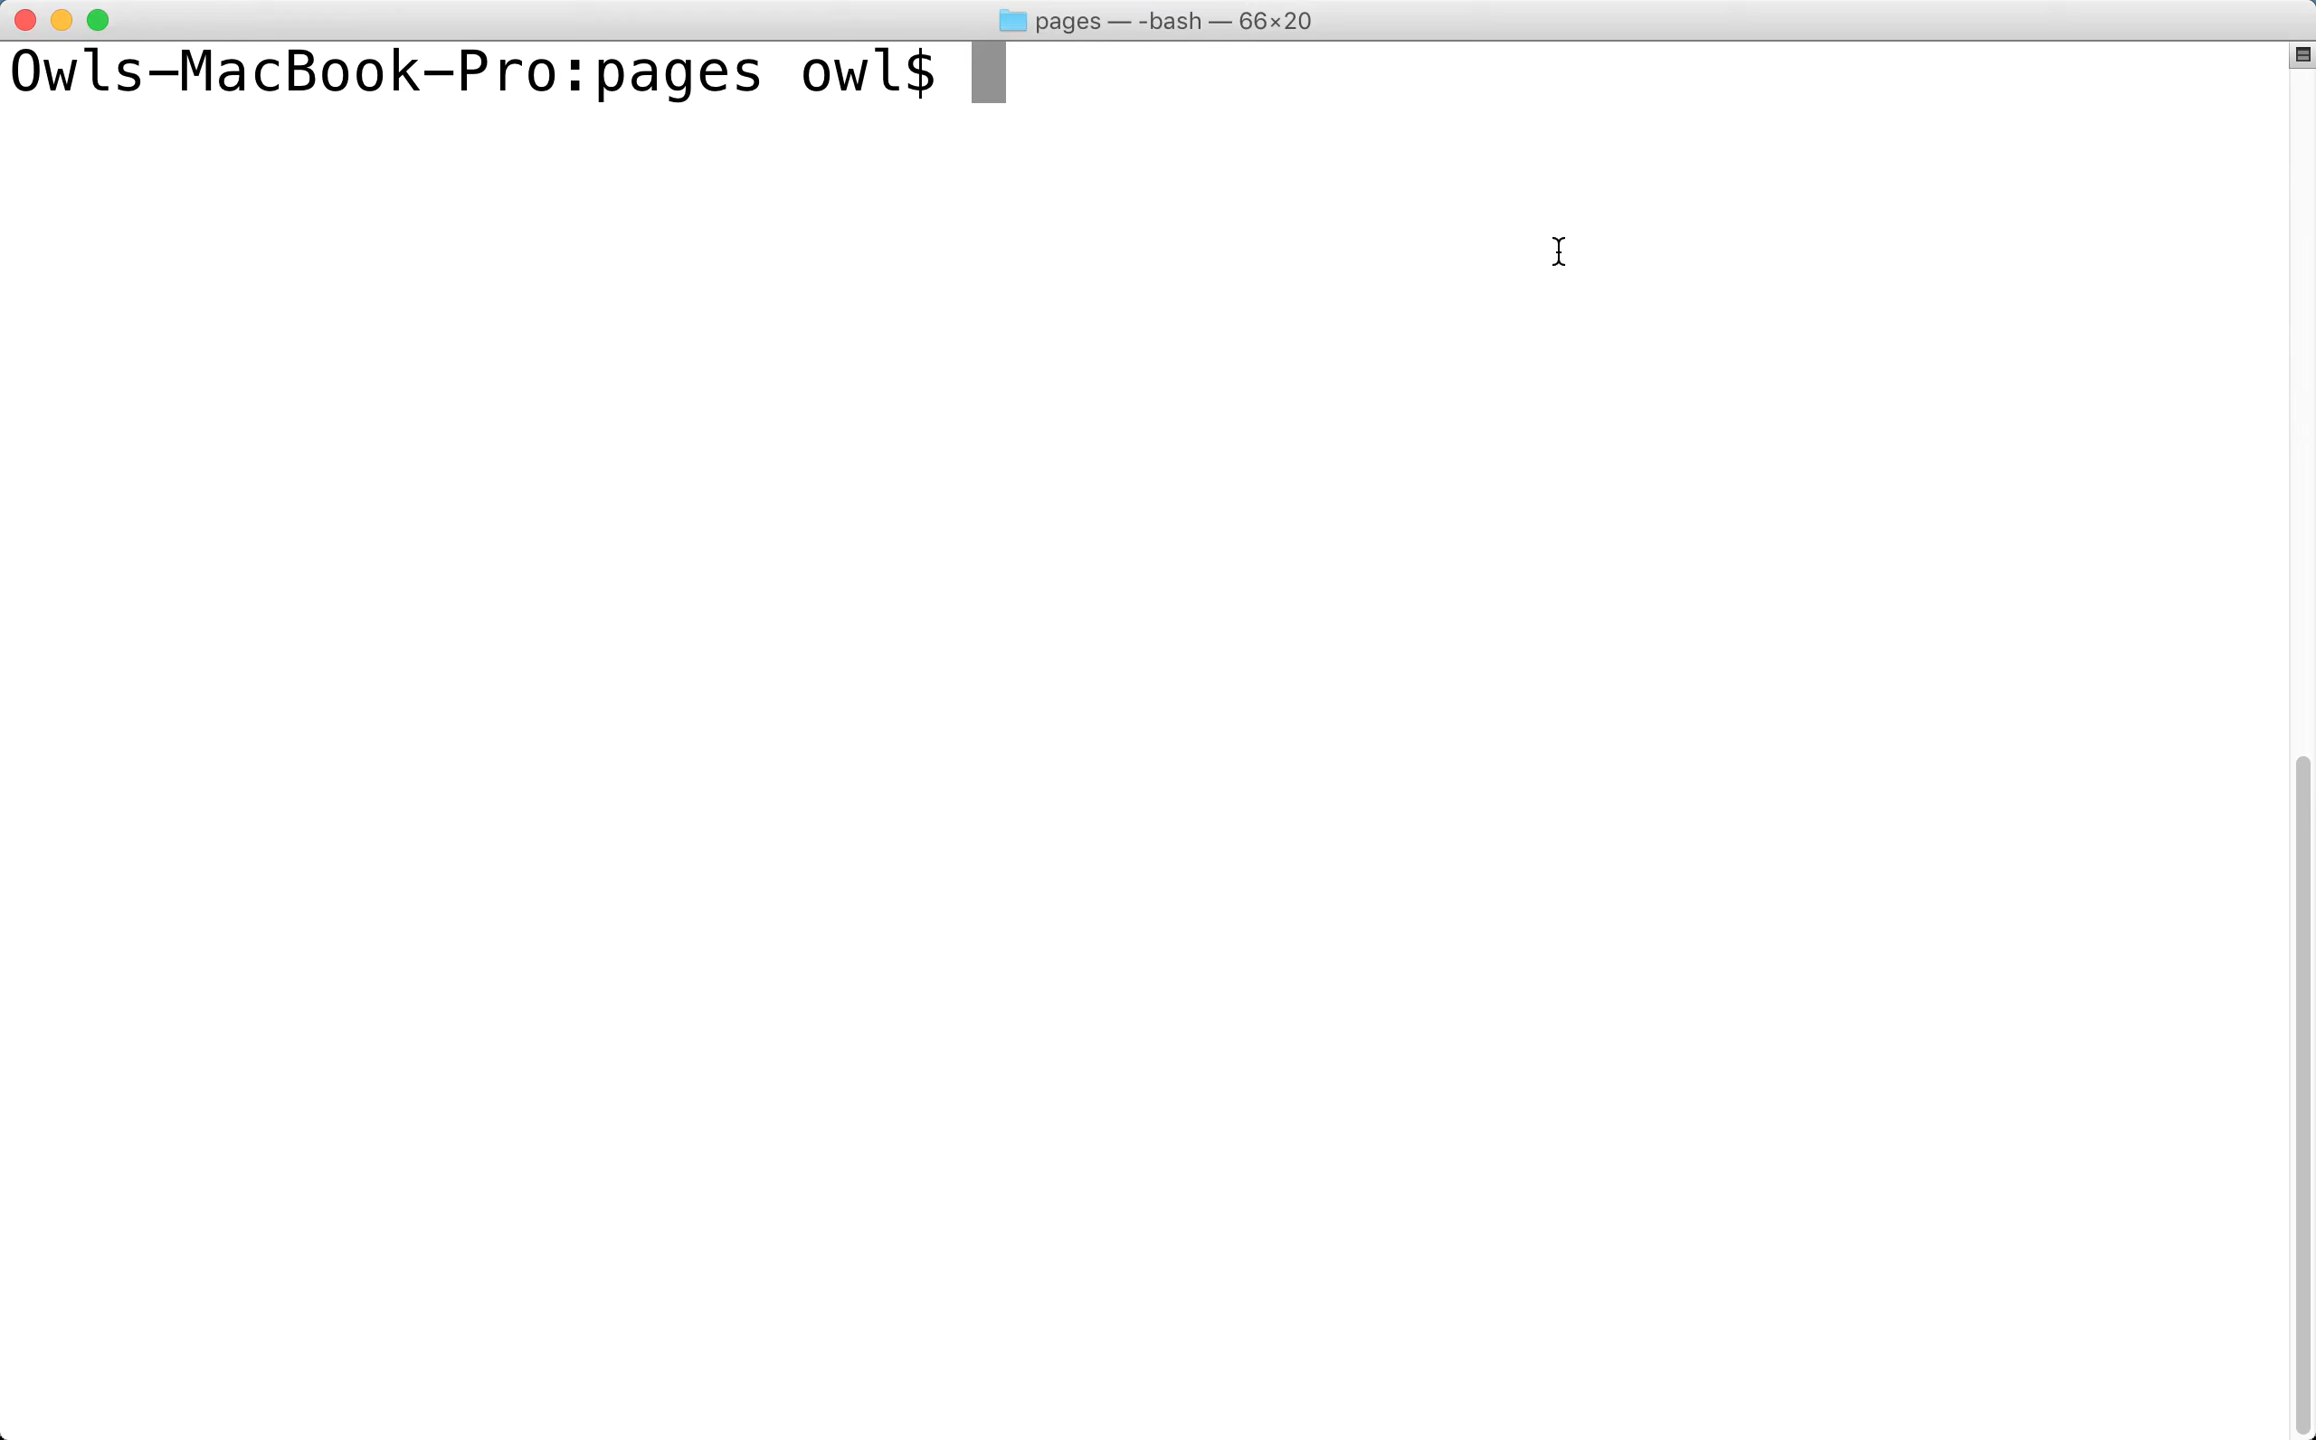 pages — -bash — 66×20
Owls-MacBook-Pro:pages owl$